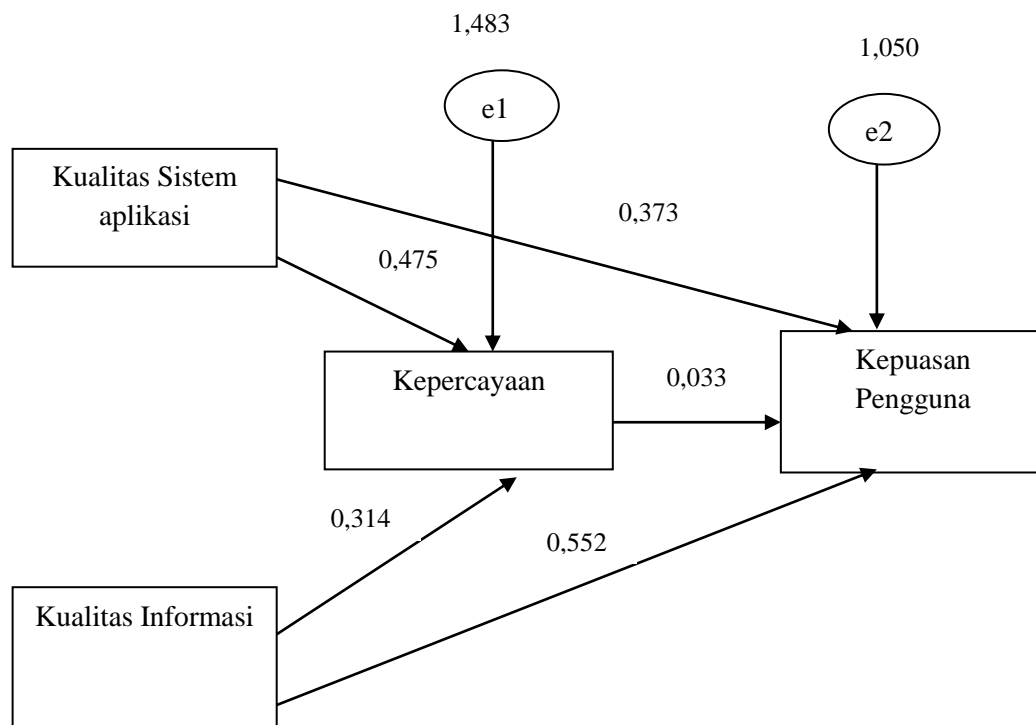 1,483
1,050
e1
e2
Kualitas Sistem
aplikasi
0,373
0,475
Kepercayaan
0,033
Kepuasan
Pengguna
0,314
0,552
Kualitas Informasi